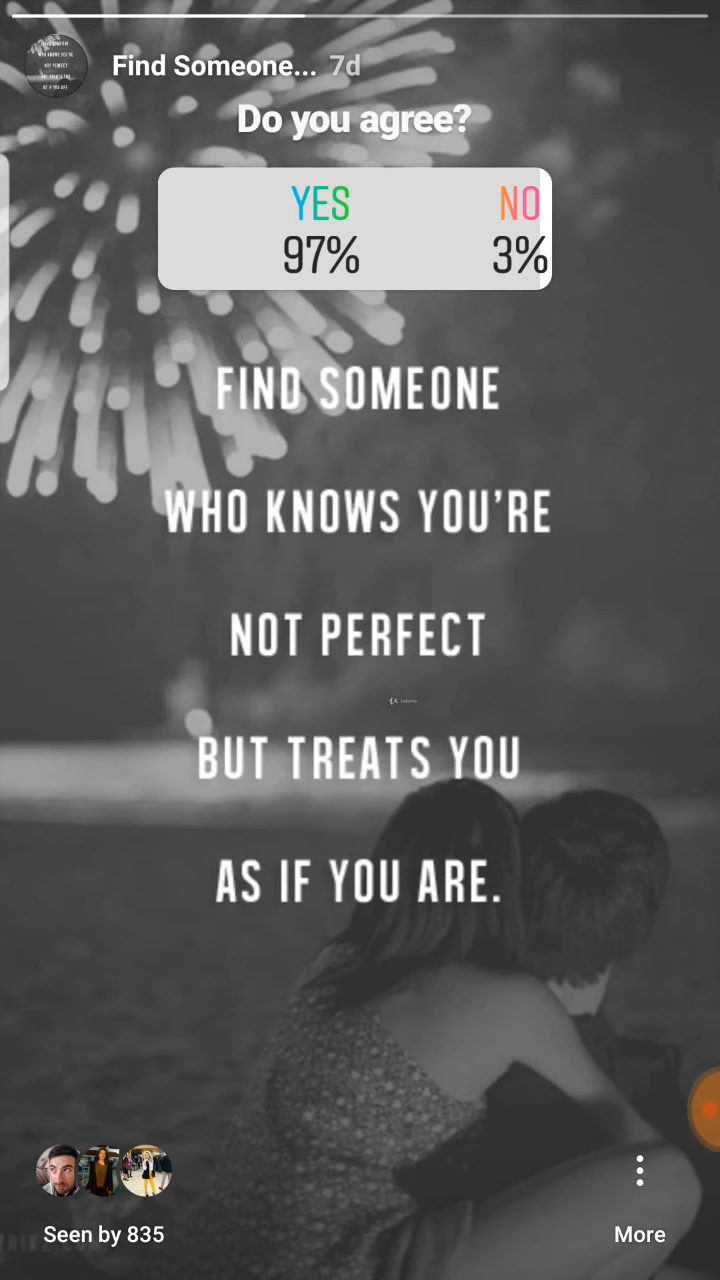 Find Someone... 7d
Do you agree?
YES NO
97% 3%
FIND SOMEONE
WHO KNOWS YOU'RE
NOT PERFECT
Udemy
BUT TREATS YOU
AS IF YOU ARE.
Seen by 835
More